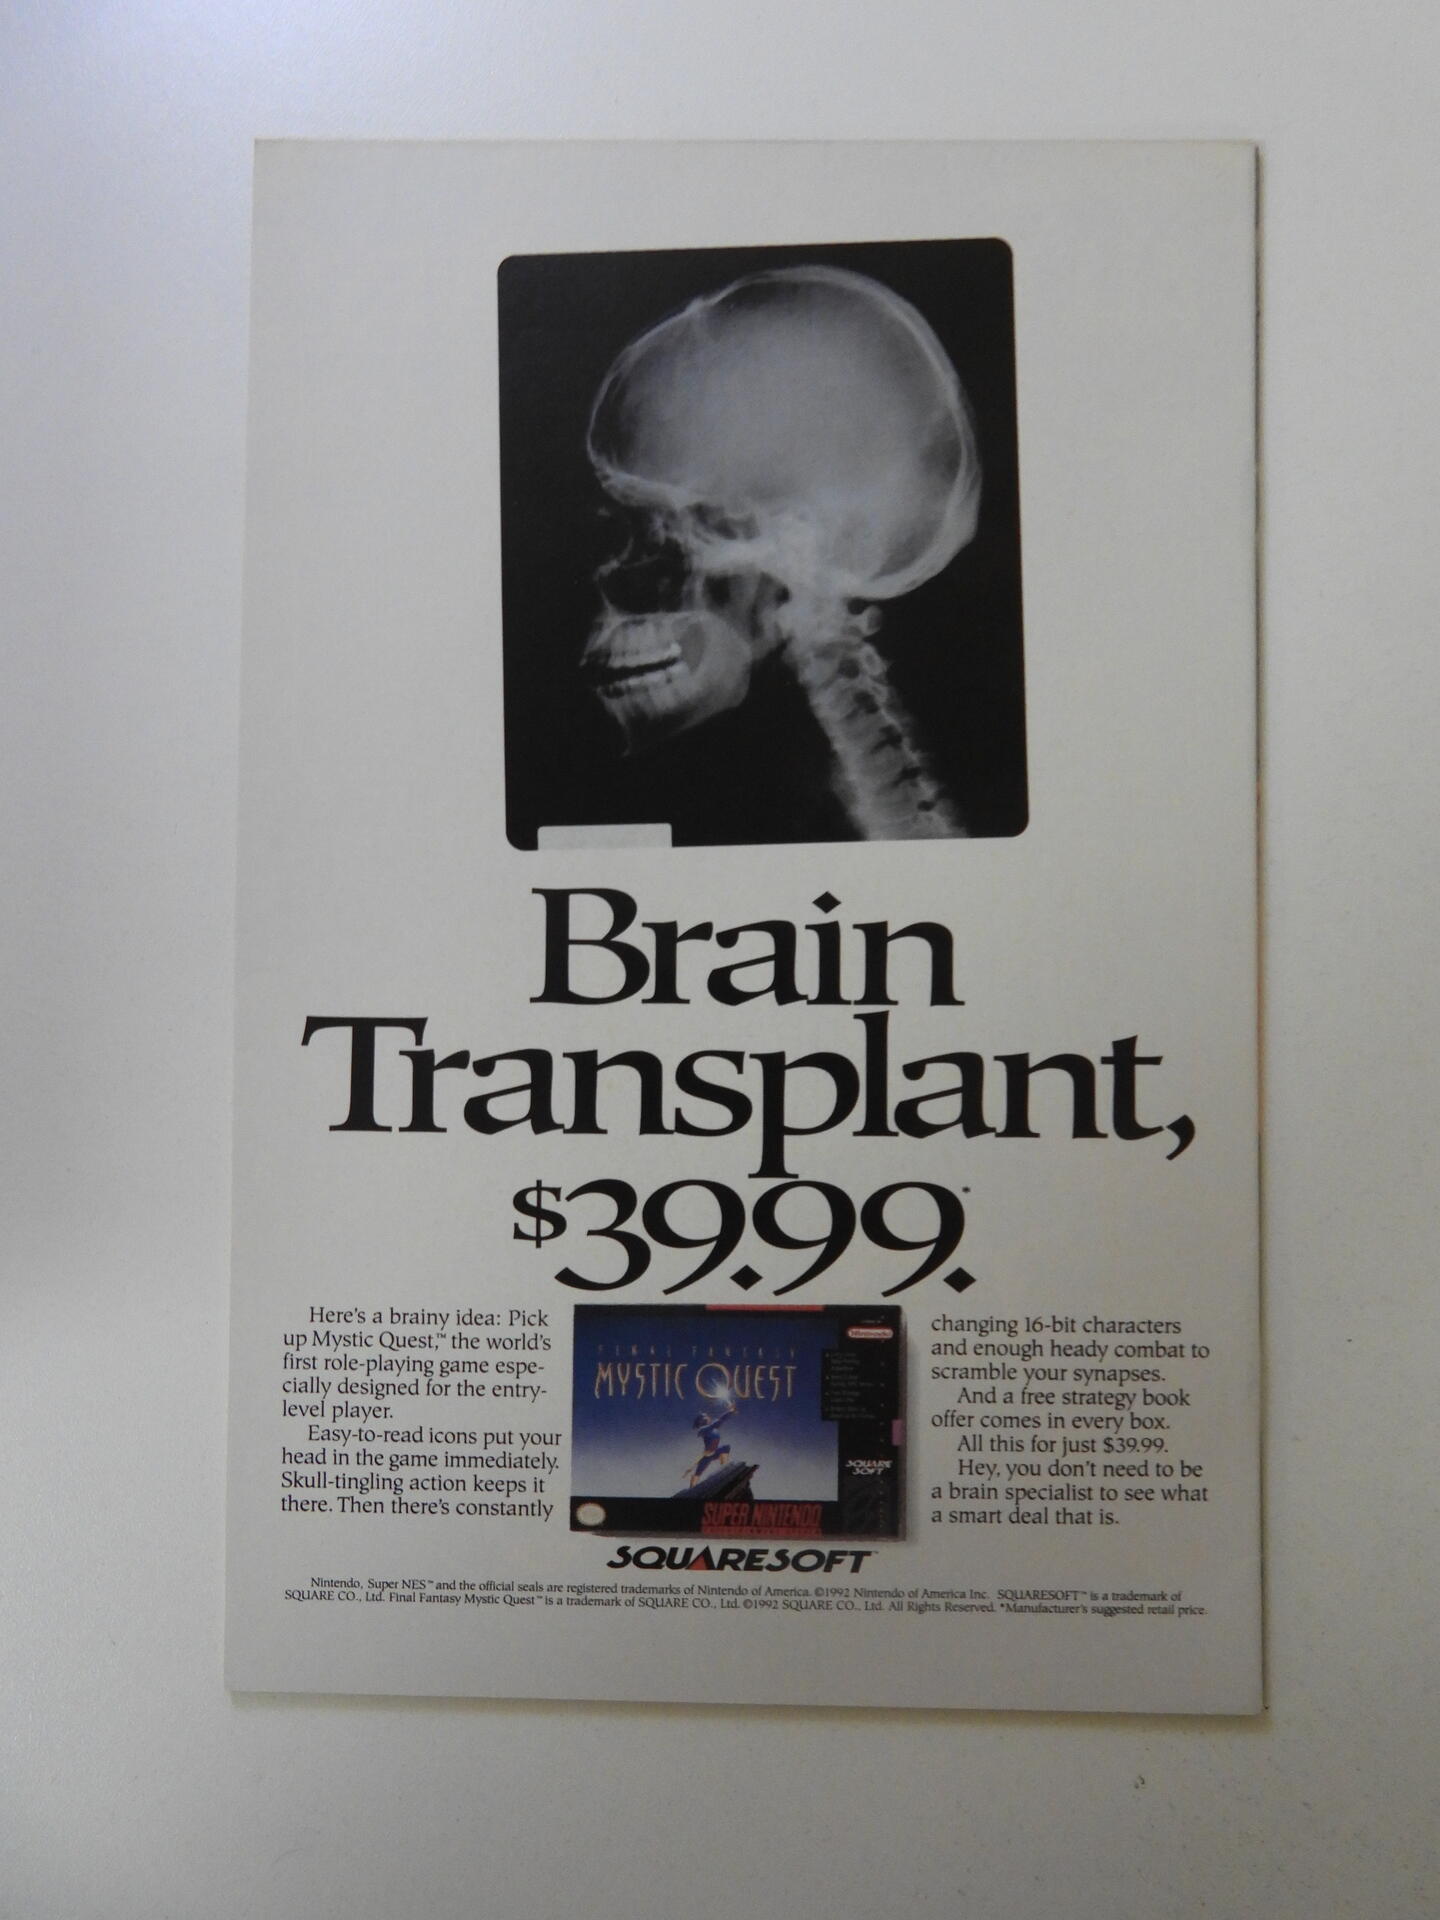 Brain
Transplant,
$39.99.*
Here's a brainy idea: Pick
up Mystic Quest,™ the world's
first role-playing game espe-
cially designed for the entry-
level player.
Easy-to-read icons put your
head in the game immediately.
Skull-tingling action keeps it
there. Then there's constantly
FINAL FANTASY
MYSTIC QUEST
Nintendo
SQUARE
SOFT
SUPER NINTENDO
changing 16-bit characters
and enough heady combat to
scramble your synapses.
And a free strategy book
offer comes in every box.
All this for just $39.99.
Hey, you don't need to be
a brain specialist to see what
a smart deal that is.
SQUARESOFT™
Nintendo, Super NES™ and the official seals are registered trademarks of Nintendo of America. ©1992 Nintendo of America Inc. SQUARESOFT™ is a trademark of
SQUARE CO., Ltd. Final Fantasy Mystic Quest™ is a trademark of SQUARE CO., Ltd. ©1992 SQUARE CO., Ltd. All Rights Reserved. *Manufacturer's suggested retail price.